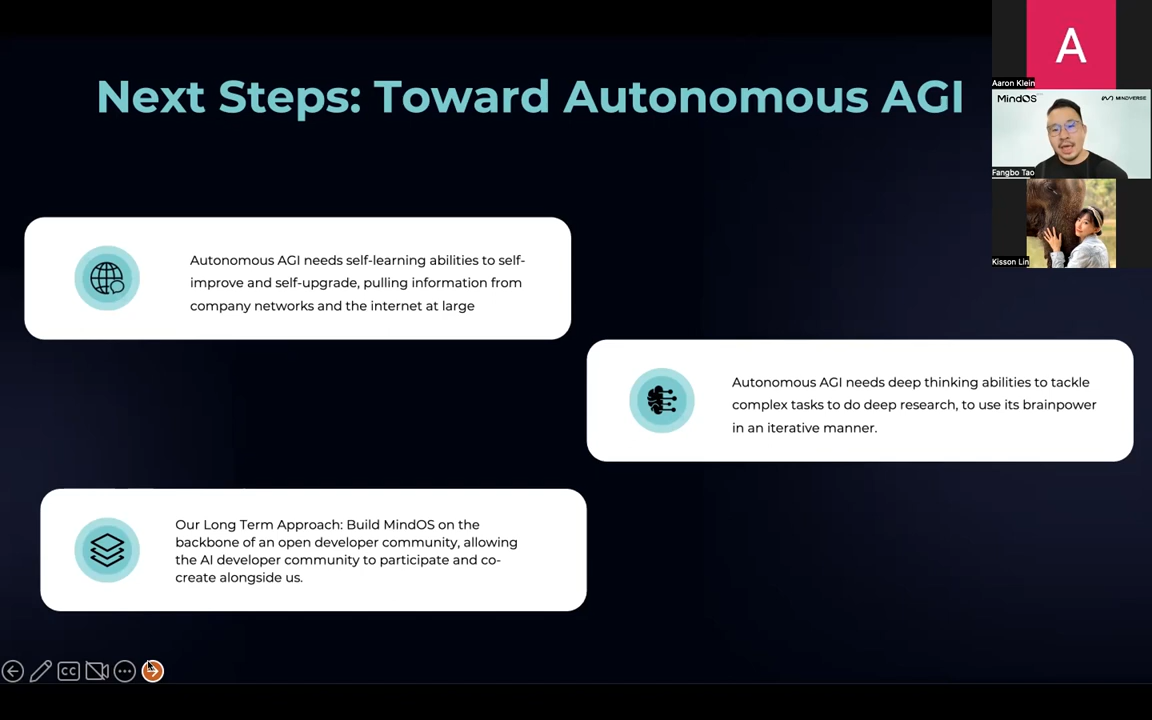 Next Steps: Toward Autonomous AGI
Autonomous AGI needs self-learning abilities to self-
improve and self-upgrade, pulling information from
company networks and the internet at large
Autonomous AGI needs deep thinking abilities to tackle
complex tasks to do deep research, to use its brainpower
in an iterative manner.
Our Long Term Approach: Build MindOS on the
backbone of an open developer community, allowing
the AI developer community to participate and co-
create alongside us.
CC
A
Aaron Klein
MindOS
MINDVERSE
Fangbo Tao
Kisson Lin